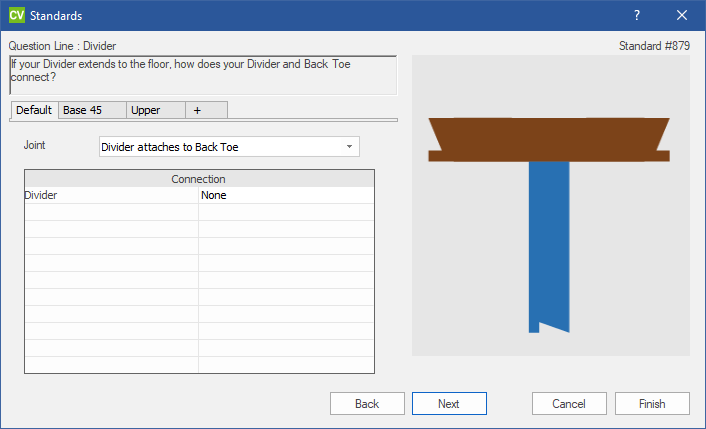 CV Standards ?
Question Line : Divider Standard #879
If your Divider extends to the floor, how does your Divider and Back Toe
connect?
Default Base 45 Upper +
Joint Divider attaches to Back Toe
Connection
Divider None
Back Next Cancel Finish